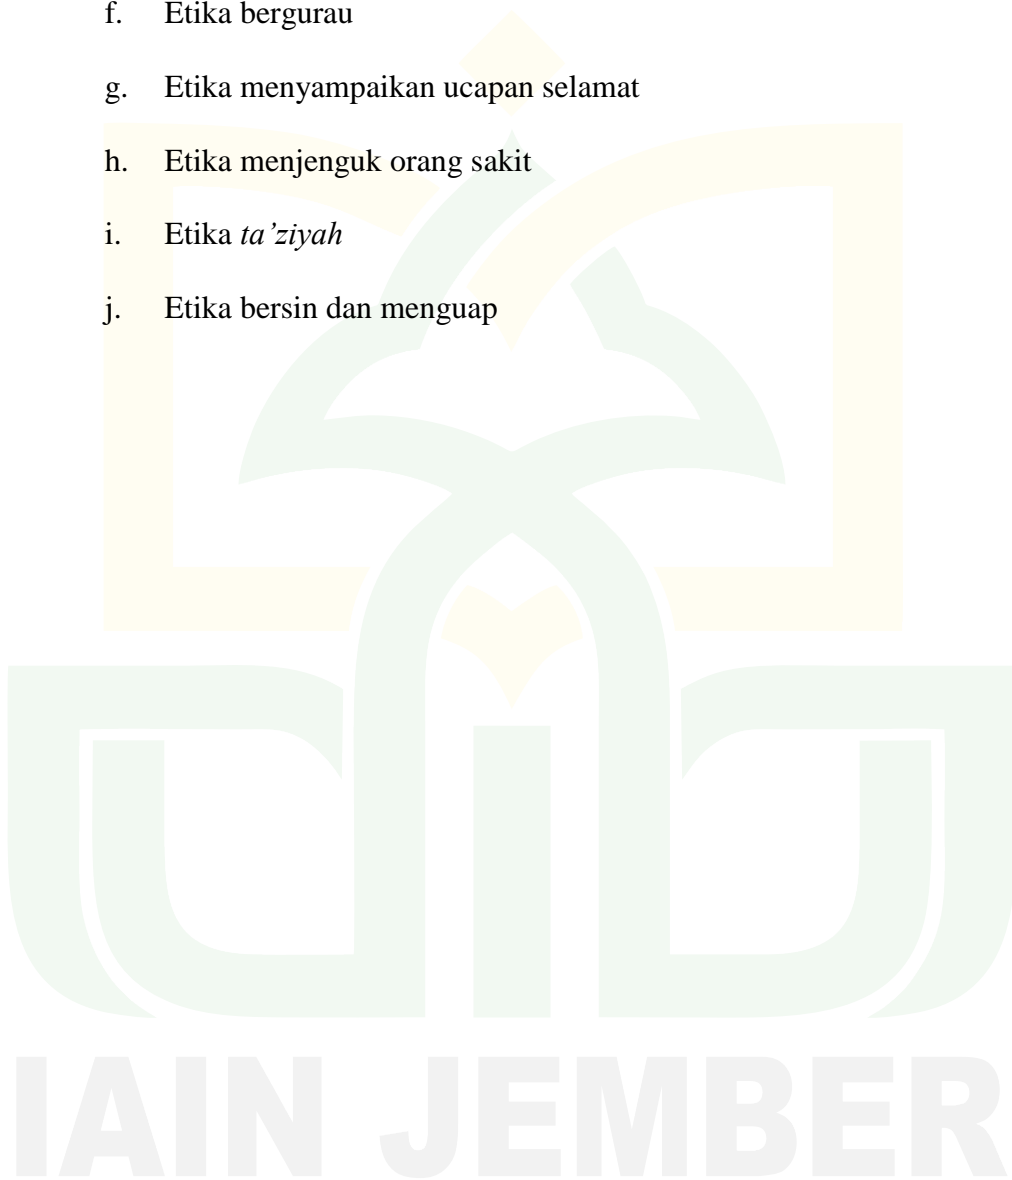 f. Etika bergurau
g. Etika menyampaikan ucapan selamat
h. Etika menjenguk orang sakit
i. Etika ta’ziyah
j. Etika bersin dan menguap
IAIN JEMBER